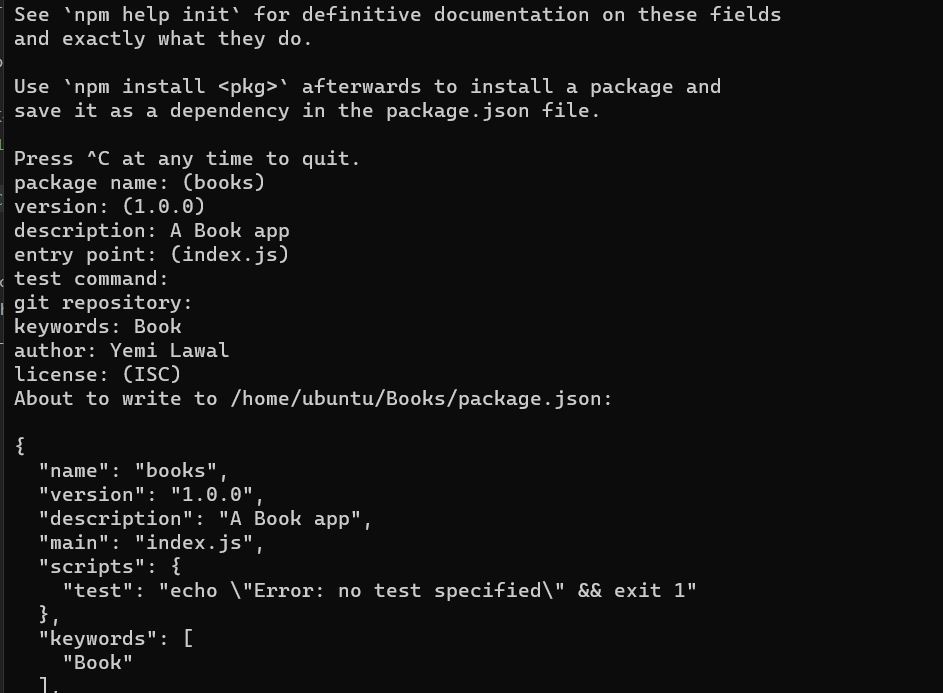 See `npm help init` for definitive documentation on these fields
and exactly what they do.

Use `npm install <pkg>` afterwards to install a package and
save it as a dependency in the package.json file.

Press ^C at any time to quit.
package name: (books)
version: (1.0.0)
description: A Book app
entry point: (index.js)
test command:
git repository:
keywords: Book
author: Yemi Lawal
license: (ISC)
About to write to /home/ubuntu/Books/package.json:

{
  "name": "books",
  "version": "1.0.0",
  "description": "A Book app",
  "main": "index.js",
  "scripts": {
    "test": "echo \"Error: no test specified\" && exit 1"
  },
  "keywords": [
    "Book"
  ],